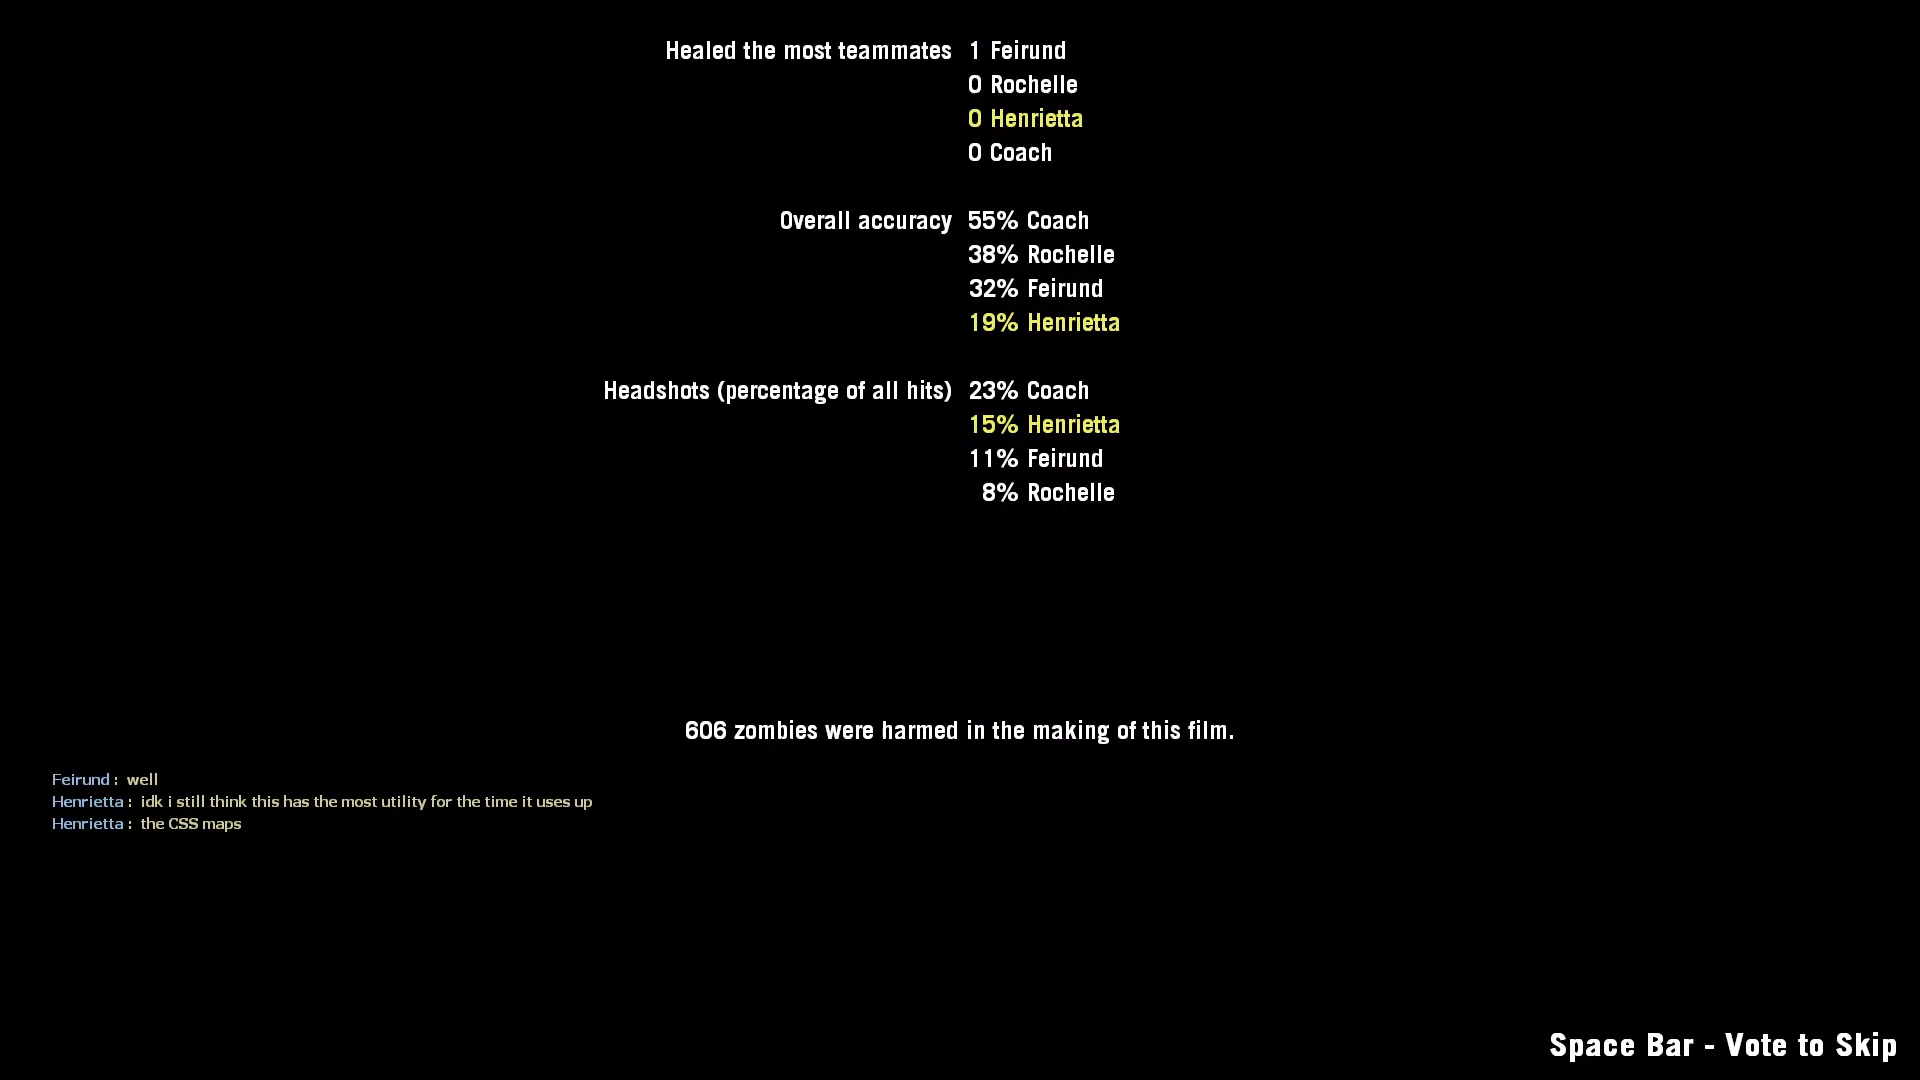 Healed the most teammates 1 Feirund
0 Rochelle
0 Henrietta
0 Coach
Overall accuracy 55% Coach
38% Rochelle
32% Feirund
19% Henrietta
Headshots (percentage of all hits) 23% Coach
15% Henrietta
11% Feirund
8% Rochelle
606 zombies were harmed in the making of this film.
Feirund : well
Henrietta : idk i still think this has the most utility for the time it uses up
Henrietta : the CSS maps
Space Bar - Vote to Skip